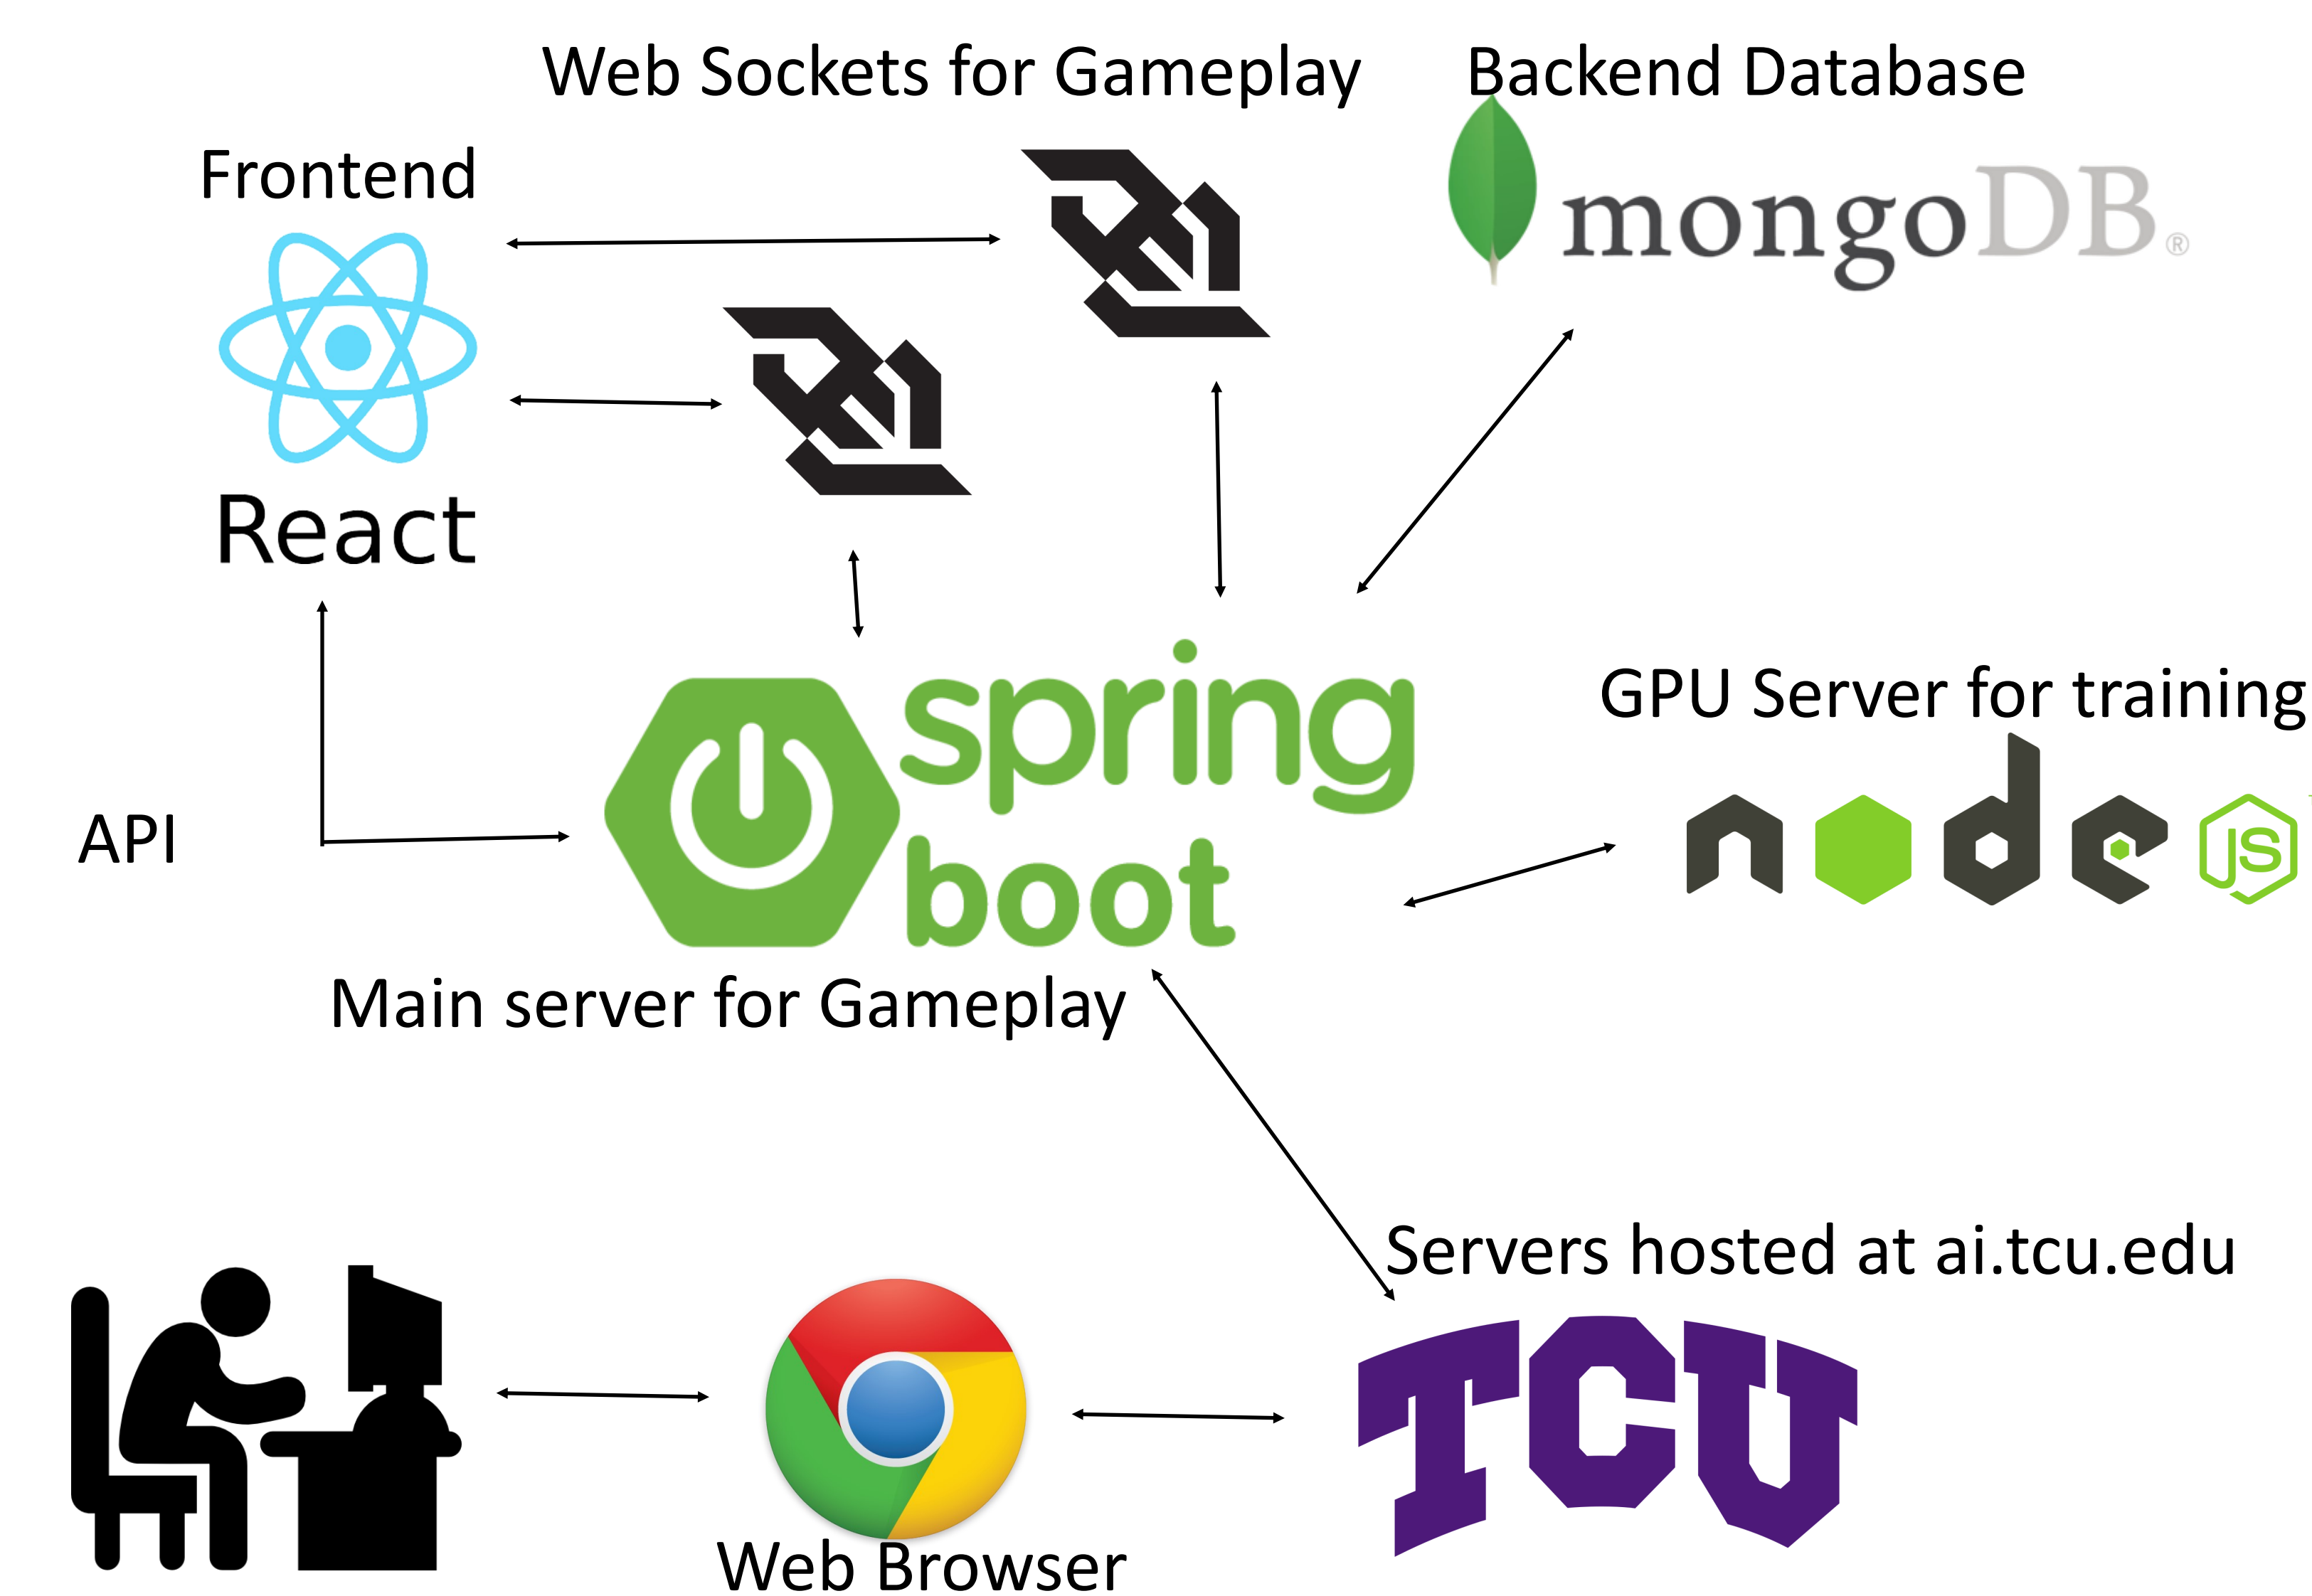 Web Sockets for Gameplay
Backend Database
Frontend
mongoDB®
React
spring
boot
GPU Server for training
node
JS
API
Main server for Gameplay
Servers hosted at ai.tcu.edu
TCU
Web Browser